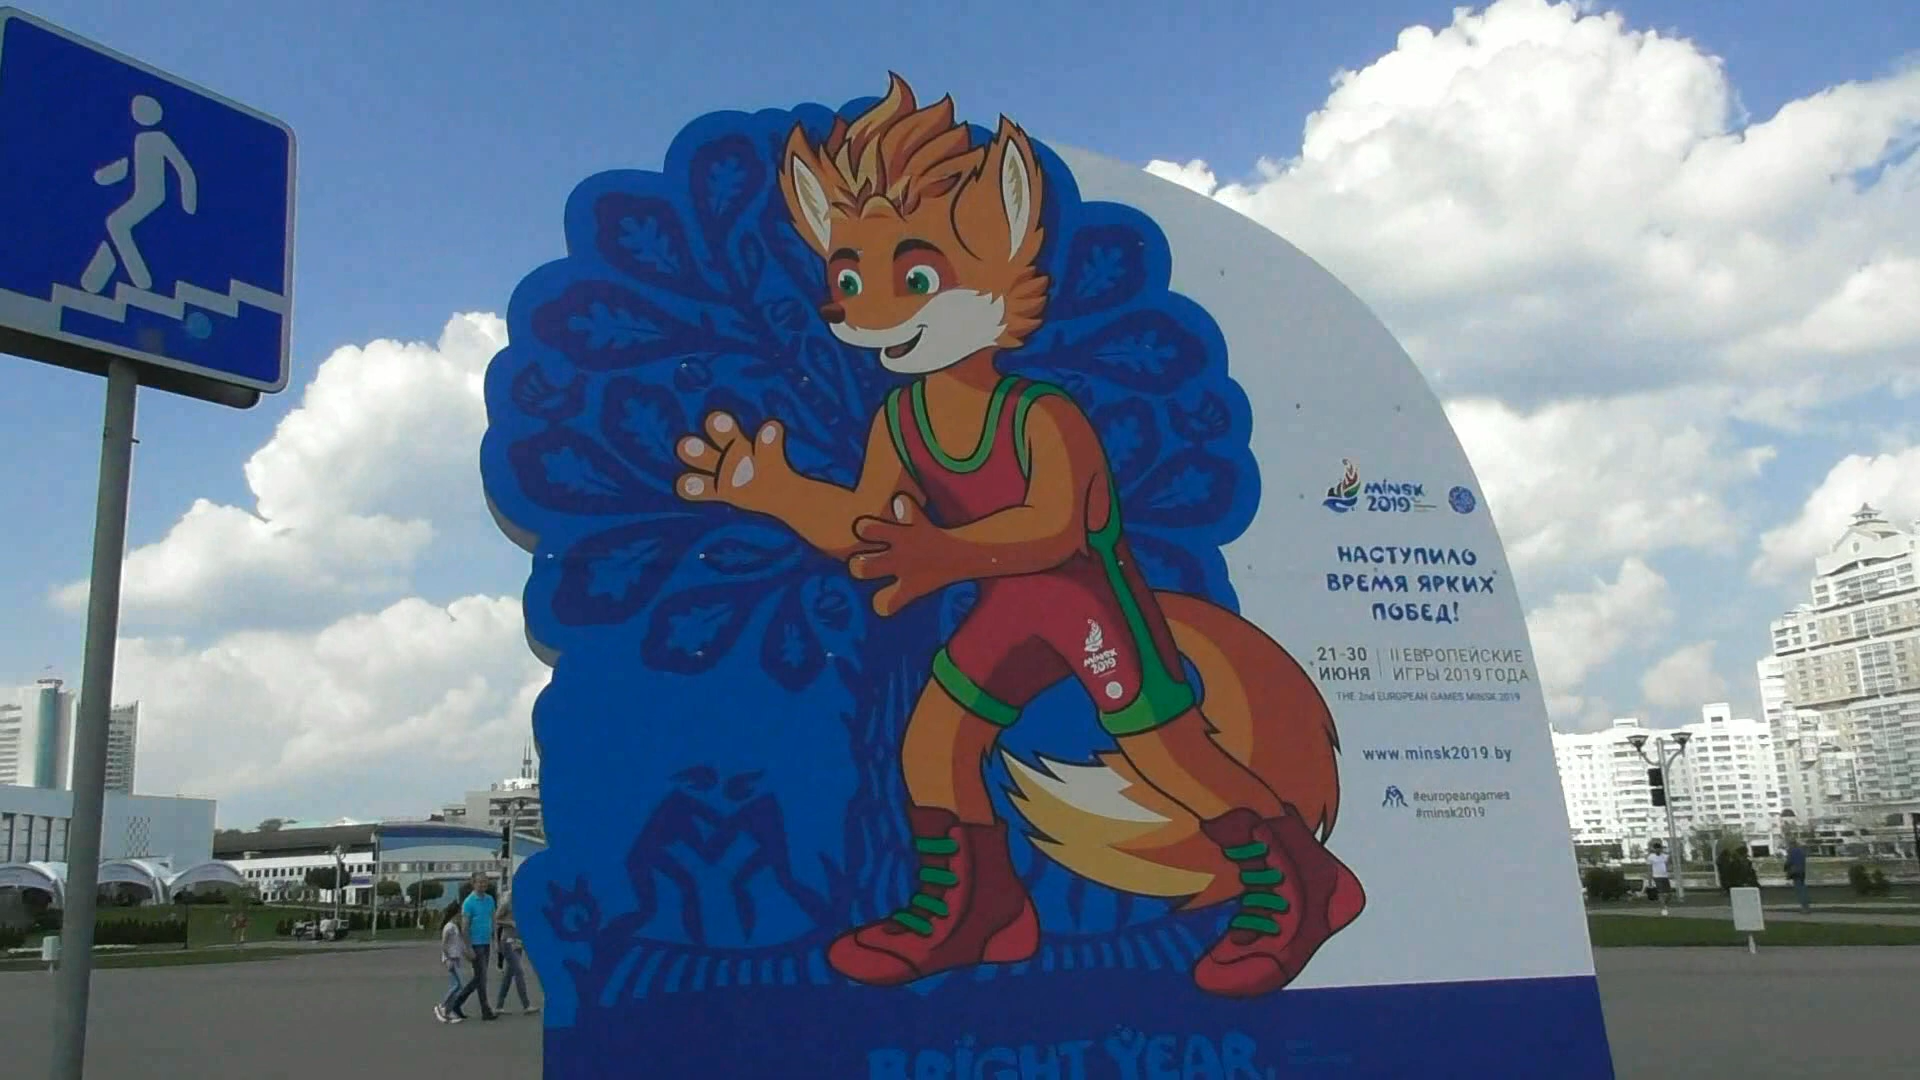 MINSK
2019
НАСТУПИЛО
ВРЕМЯ ЯРКИХ
ПОБЕД!
21-30
ИЮНЯ
II ЕВРОПЕЙСКИЕ
ИГРЫ 2019 ГОДА
THE 2nd EUROPEAN GAMES MINSK 2019
www.minsk2019.by
#europeangames
#minsk2019
MINSK
2019
BRIGHT YEAR,